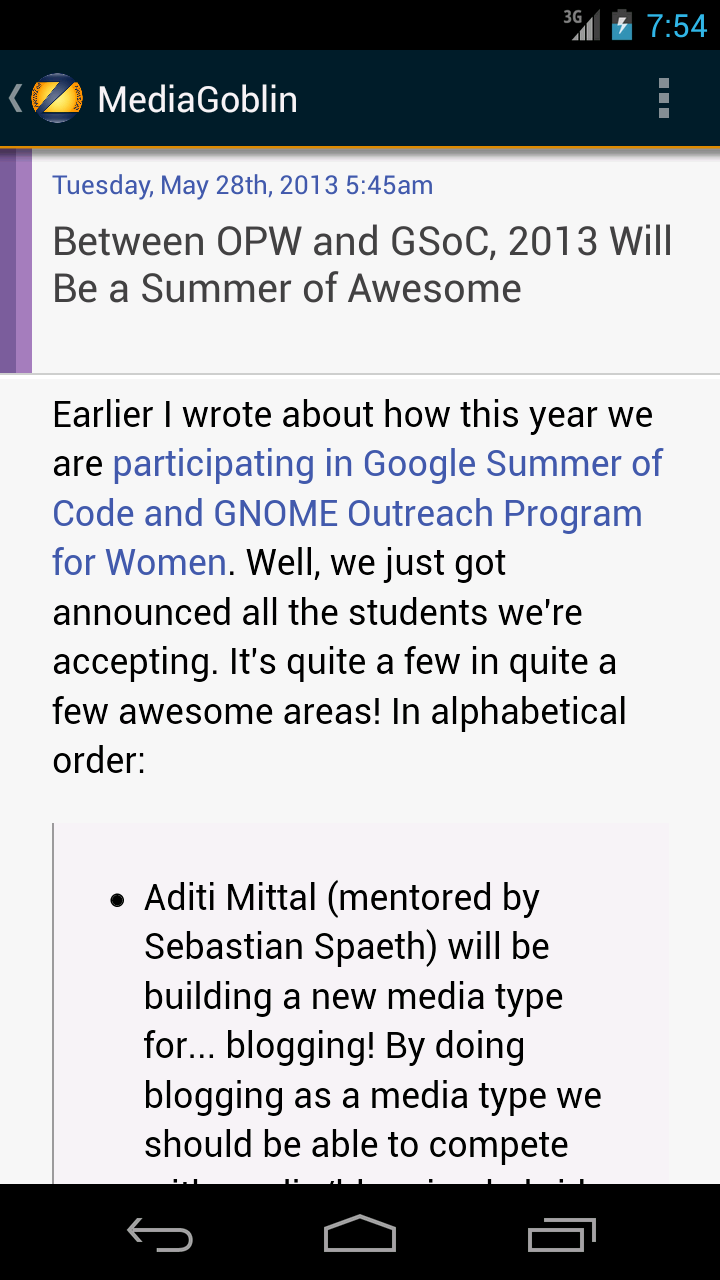 3G 7:54
MediaGoblin
Tuesday, May 28th, 2013 5:45am
Between OPW and GSoC, 2013 Will
Be a Summer of Awesome
Earlier I wrote about how this year we
are participating in Google Summer of
Code and GNOME Outreach Program
for Women. Well, we just got
announced all the students we're
accepting. It's quite a few in quite a
few awesome areas! In alphabetical
order:
• Aditi Mittal (mentored by
Sebastian Spaeth) will be
building a new media type
for... blogging! By doing
blogging as a media type we
should be able to compete